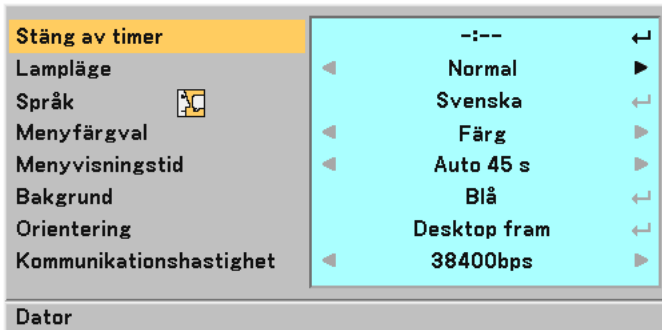 Stäng av timer -:--
Lampläge Normal
Språk Svenska
Menyfärgval Färg
Menyvisningstid Auto 45 s
Bakgrund Blå
Orientering Desktop fram
Kommunikationshastighet 38400bps
Dator